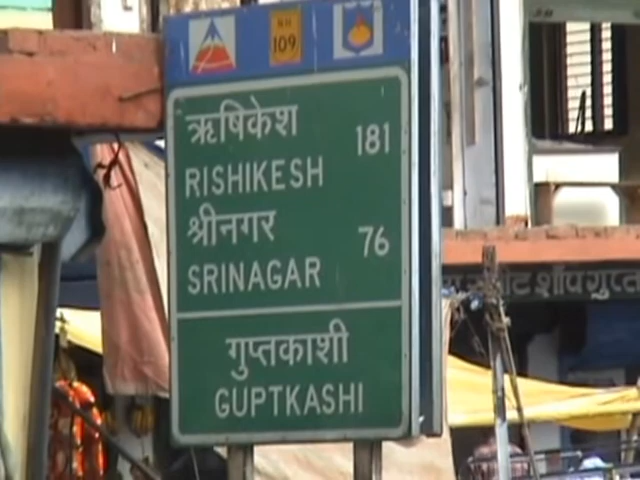 NH
109
ऋषिकेश 181
RISHIKESH
श्रीनगर 76
SRINAGAR
गुप्तकाशी
GUPTKASHI
शॉप गुप्त